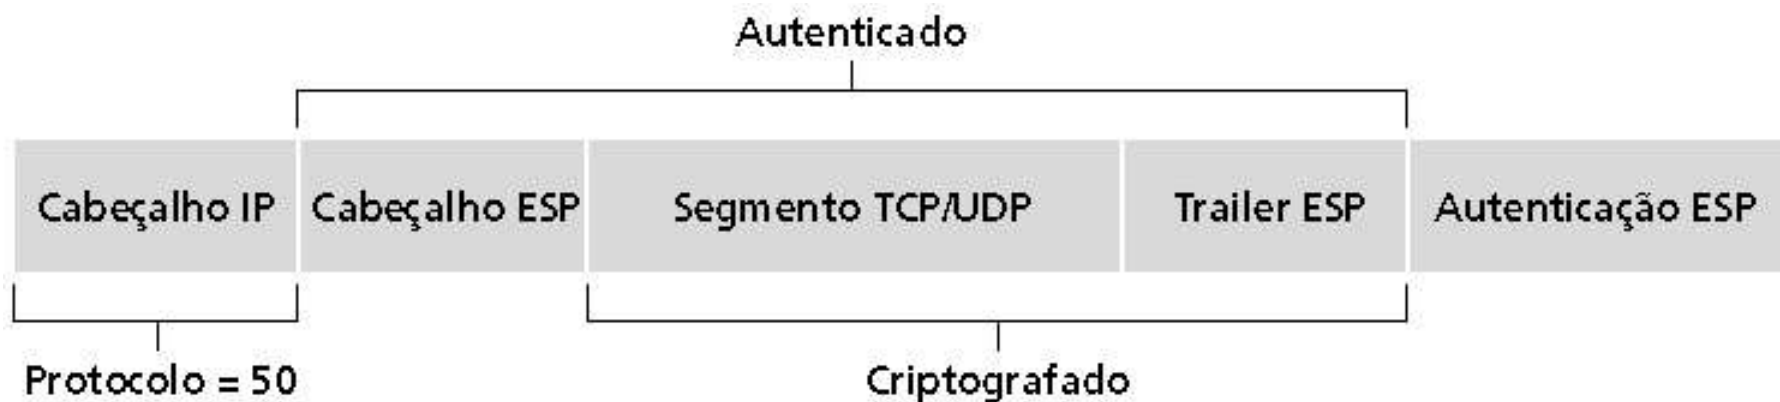 Autenticado
Cabeçalho IP
Cabeçalho ESP
Segmento TCP/UDP
Trailer ESP
Autenticação ESP
Protocolo = 50
Criptografado